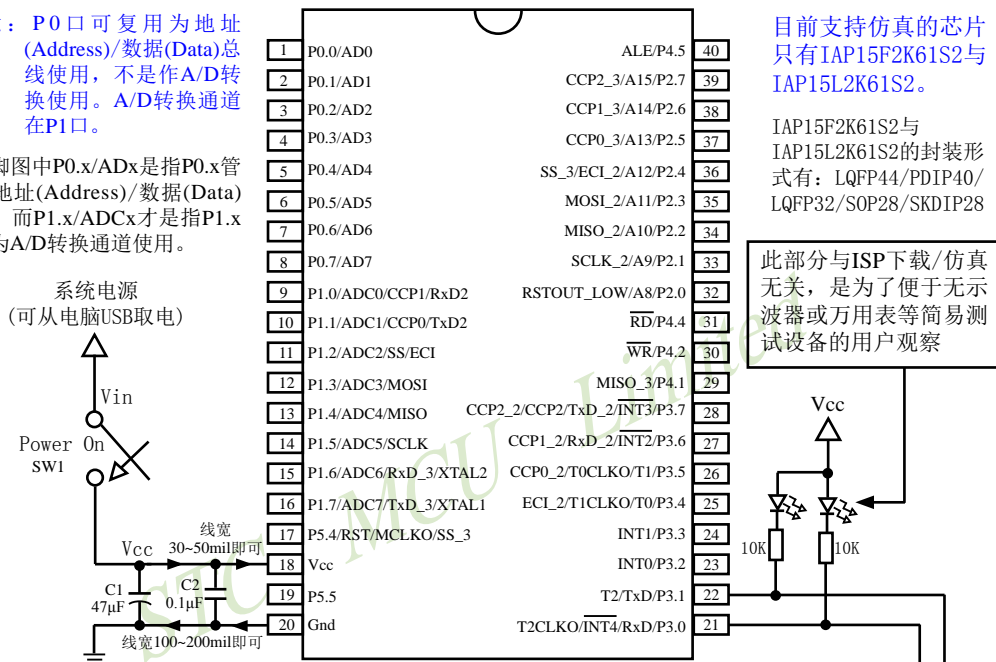 ：P0口可复用为地址
(Address)/数据(Data)总
线使用，不是作A/D转
换使用。A/D转换通道
在P1口。
脚图中P0.x/ADx是指P0.x管
地址(Address)/数据(Data)
而P1.x/ADCx才是指P1.x
为A/D转换通道使用。
系统电源
(可从电脑USB取电)
Vin
Power On
SW1
Vcc
线宽
30~50mil即可
C1
47μF
C2
0.1μF
线宽100~200mil即可
1 P0.0/AD0
2 P0.1/AD1
3 P0.2/AD2
4 P0.3/AD3
5 P0.4/AD4
6 P0.5/AD5
7 P0.6/AD6
8 P0.7/AD7
9 P1.0/ADC0/CCP1/RxD2
10 P1.1/ADC1/CCP0/TxD2
11 P1.2/ADC2/SS/ECI
12 P1.3/ADC3/MOSI
13 P1.4/ADC4/MISO
14 P1.5/ADC5/SCLK
15 P1.6/ADC6/RxD_3/XTAL2
16 P1.7/ADC7/TxD_3/XTAL1
17 P5.4/RST/MCLKO/SS_3
18 Vcc
19 P5.5
20 Gnd
ALE/P4.5 40
CCP2_3/A15/P2.7 39
CCP1_3/A14/P2.6 38
CCP0_3/A13/P2.5 37
SS_3/ECI_2/A12/P2.4 36
MOSI_2/A11/P2.3 35
MISO_2/A10/P2.2 34
SCLK_2/A9/P2.1 33
RSTOUT_LOW/A8/P2.0 32
RD/P4.4 31
WR/P4.2 30
MISO_3/P4.1 29
CCP2_2/CCP2/TxD_2/INT3/P3.7 28
CCP1_2/RxD_2/INT2/P3.6 27
CCP0_2/T0CLKO/T1/P3.5 26
ECI_2/T1CLKO/T0/P3.4 25
INT1/P3.3 24
INT0/P3.2 23
T2/TxD/P3.1 22
T2CLKO/INT4/RxD/P3.0 21
STC MCU Limited
目前支持仿真的芯片
只有IAP15F2K61S2与
IAP15L2K61S2。
IAP15F2K61S2与
IAP15L2K61S2的封装形
式有：LQFP44/PDIP40/
LQFP32/SOP28/SKDIP28
此部分与ISP下载/仿真
无关，是为了便于无示
波器或万用表等简易测
试设备的用户观察
Vcc
10K
10K